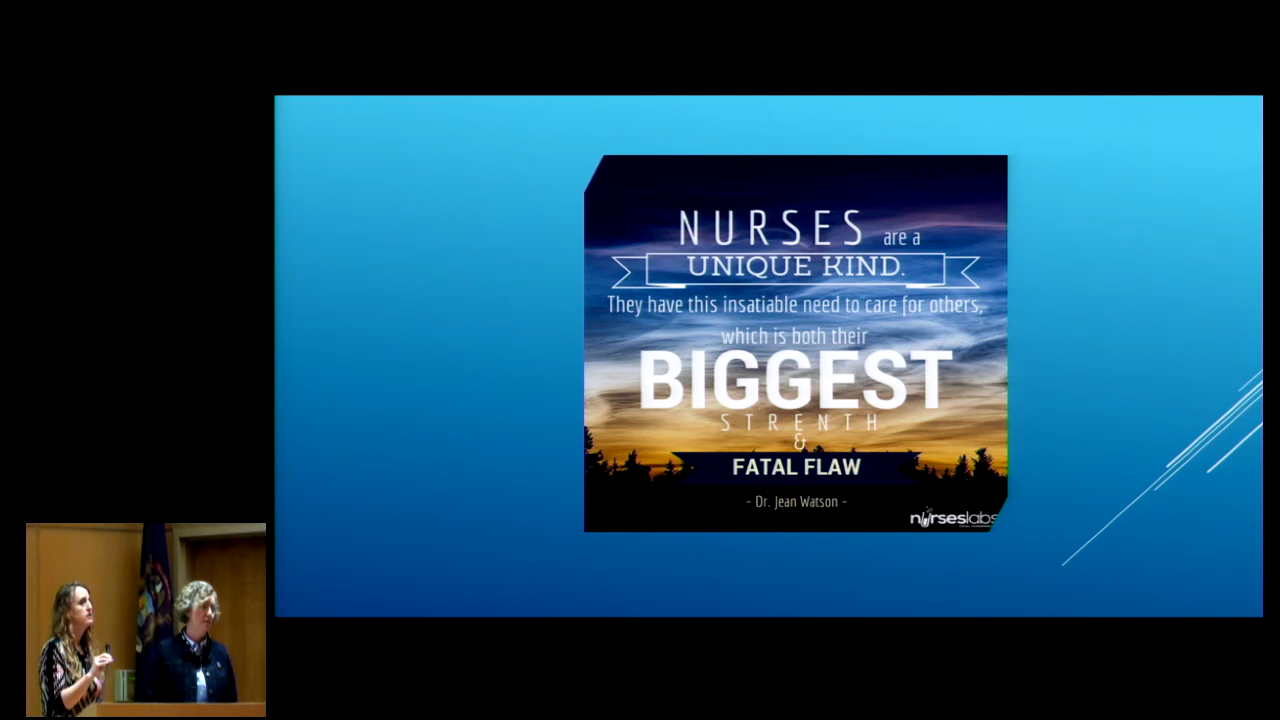 NURSES are a
UNIQUE KIND.
They have this insatiable need to care for others,
which is both their
BIGGEST
STRENTH
&
FATAL FLAW
- Dr. Jean Watson -
nurseslabs